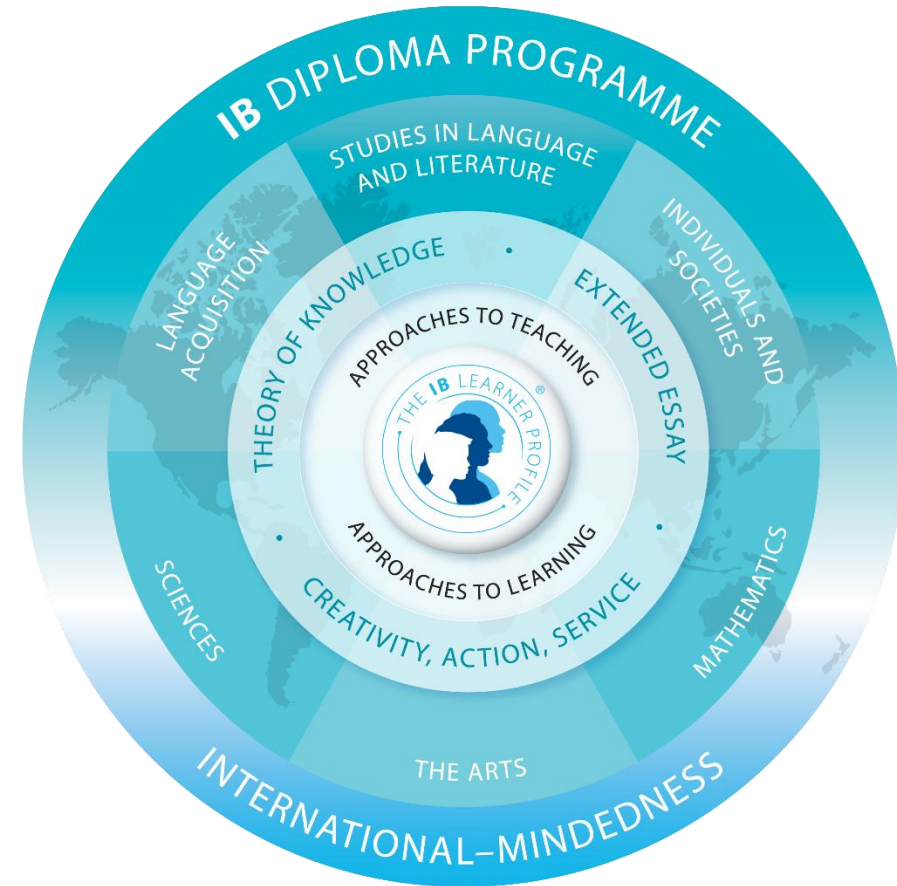 IB DIPLOMA PROGRAMME
STUDIES IN LANGUAGE
AND LITERATURE
LANGUAGE
ACQUISITION
INDIVIDUALS AND
SOCIETIES
THEORY OF KNOWLEDGE
·
EXTENDED ESSAY
·
APPROACHES TO TEACHING
THE IB LEARNER PROFILE
®
APPROACHES TO LEARNING
·
CREATIVITY, ACTION, SERVICE
SCIENCES
MATHEMATICS
THE ARTS
INTERNATIONAL–MINDEDNESS